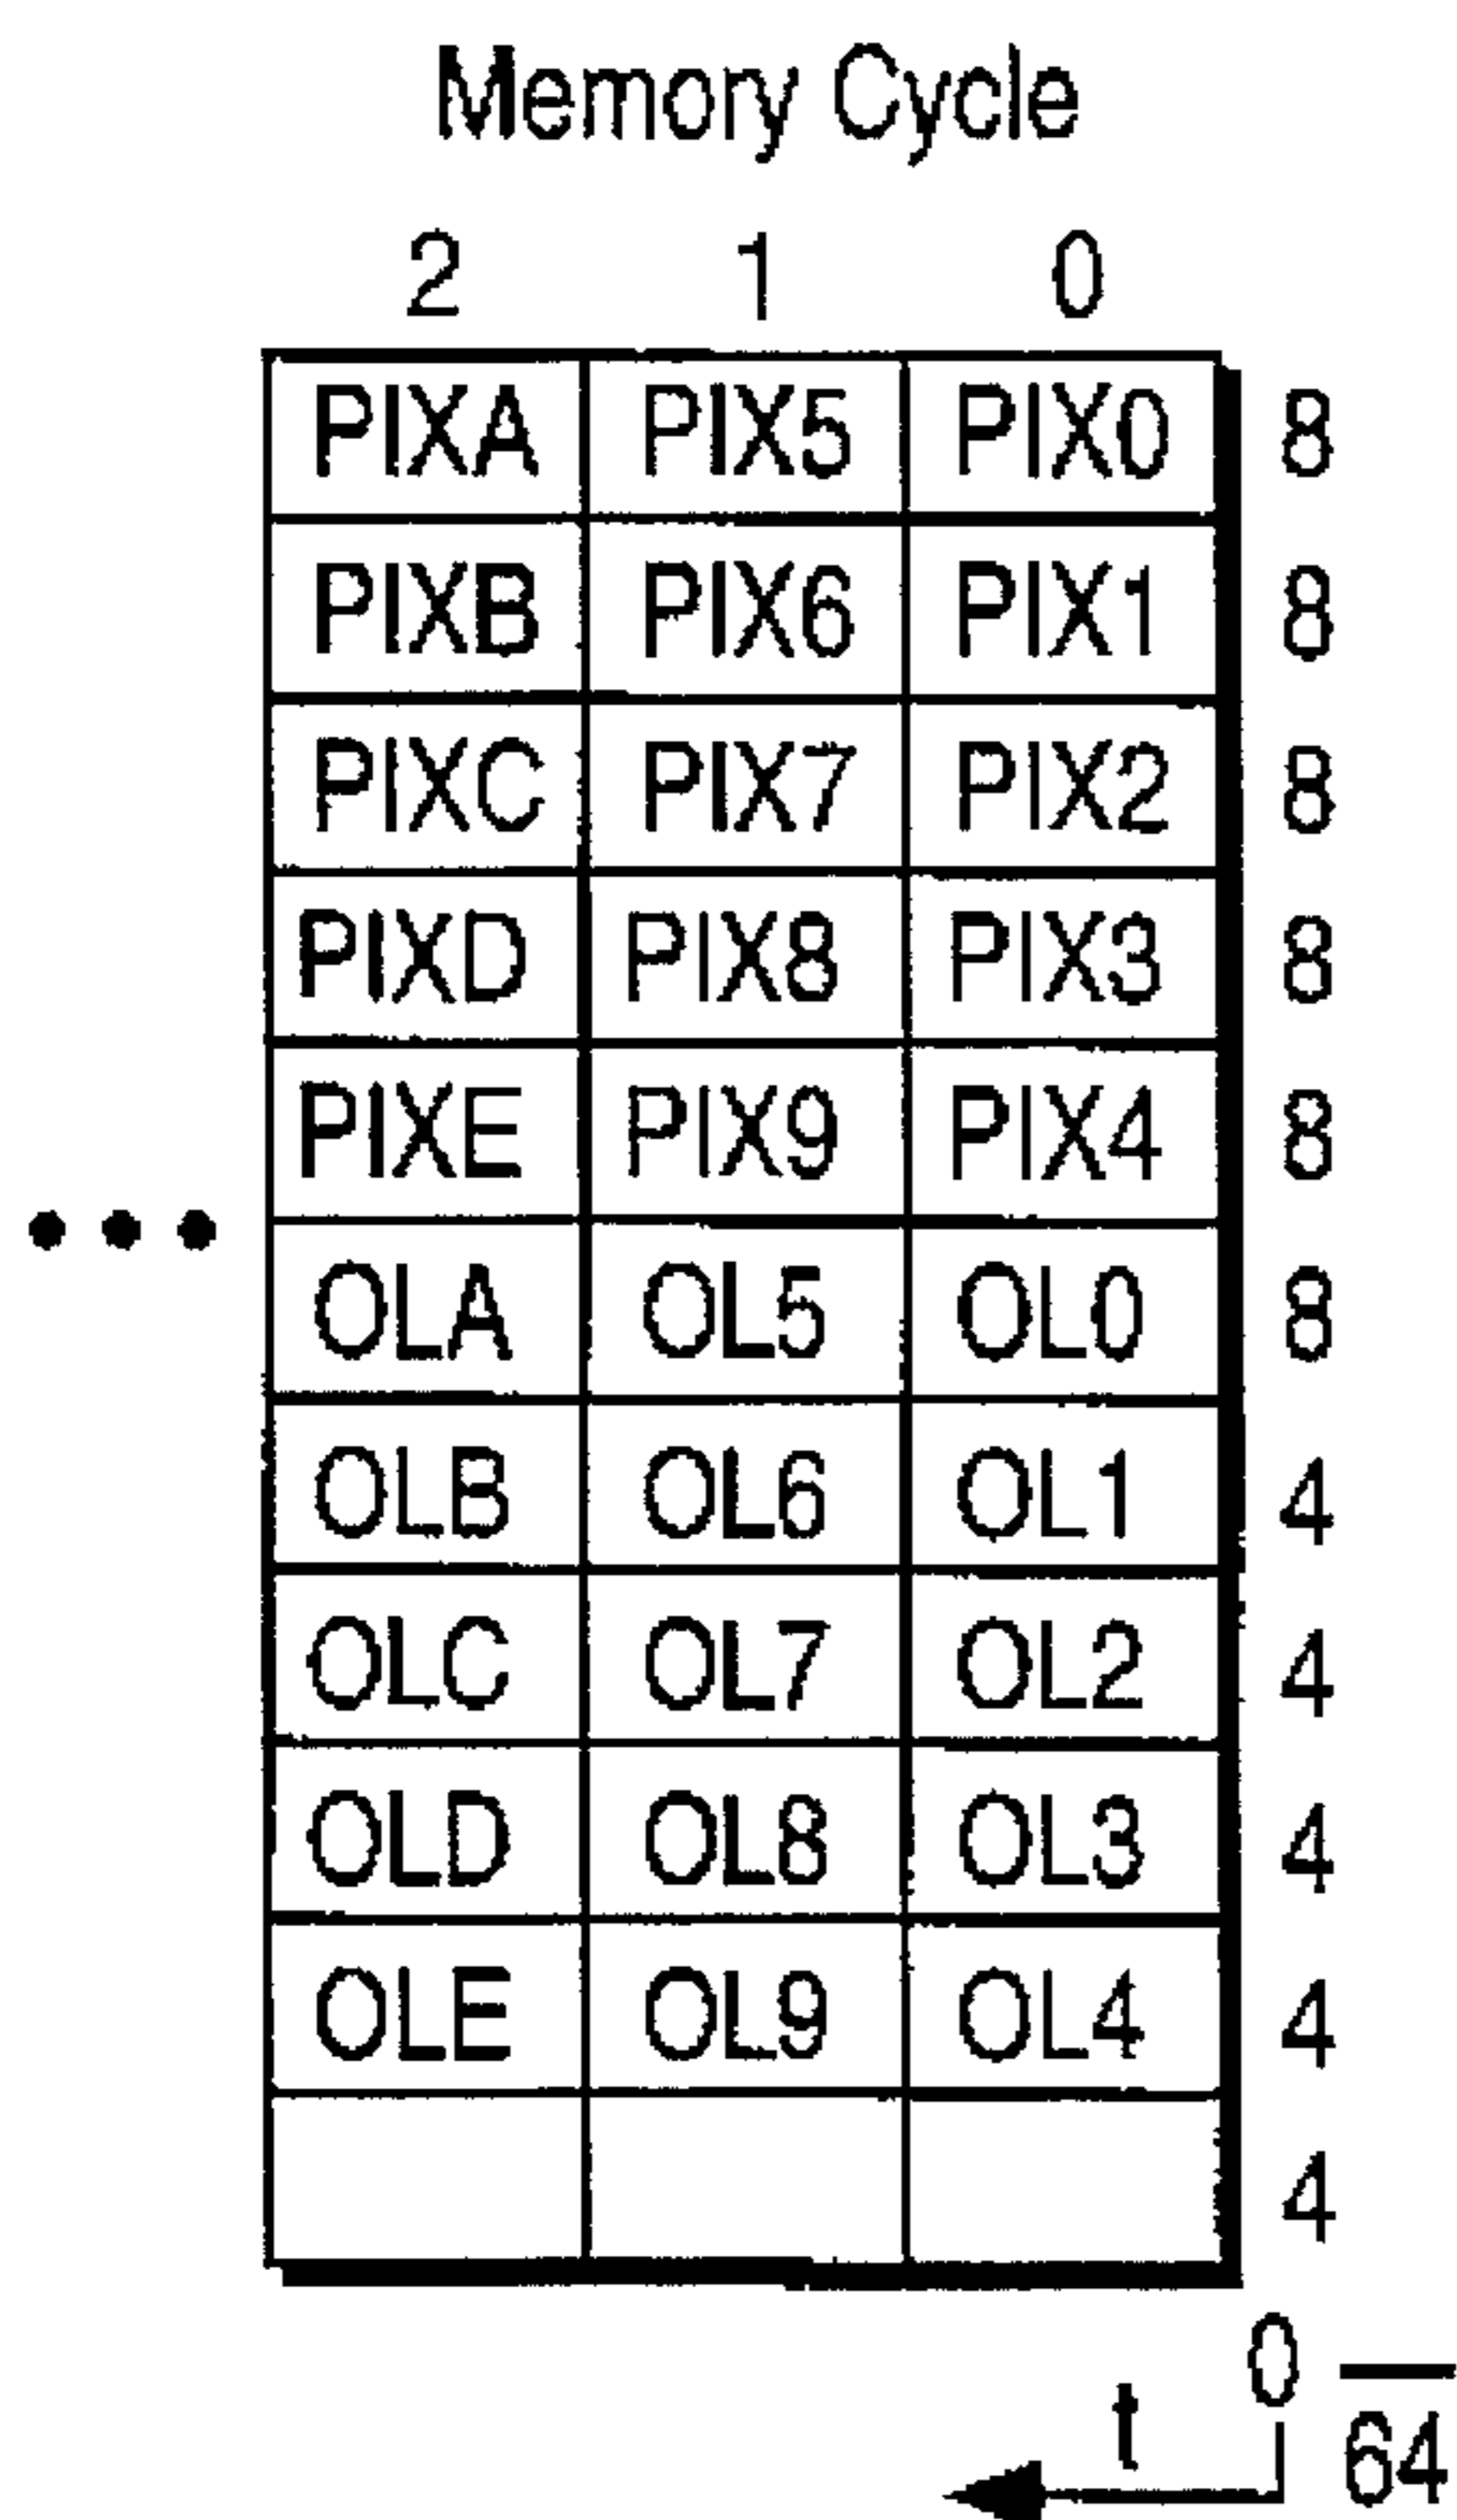 Memory Cycle
2 1 0
PIXA PIX5 PIX0 8
PIXB PIX6 PIX1 8
PIXC PIX7 PIX2 8
PIXD PIX8 PIX3 8
PIXE PIX9 PIX4 8
OLA OL5 OL0 8
OLB OL6 OL1 4
OLC OL7 OL2 4
OLD OL8 OL3 4
OLE OL9 OL4 4
4
0
t 64